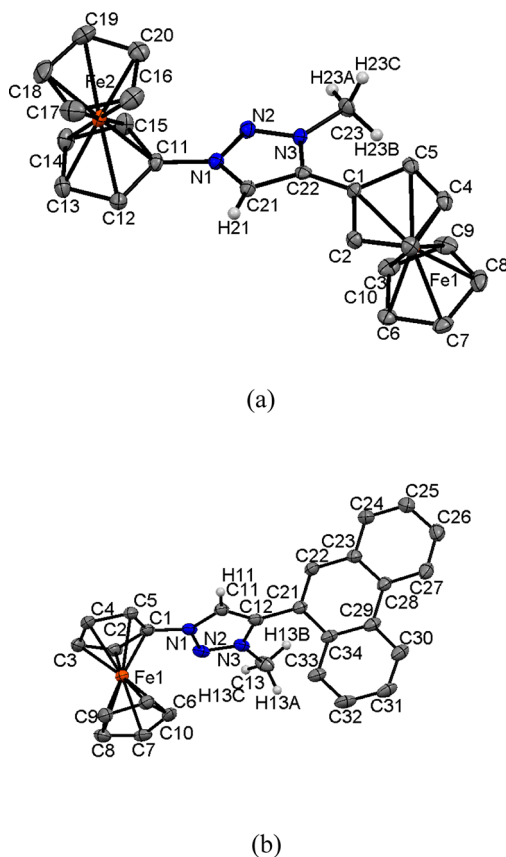 C19
C20
C18
Fe2
C16
H23A
H23C
C17
C15
N2
C23
C14
C11
N3
H23B
C5
N1
C22
C1
C4
C13
C12
C21
H21
C2
C9
C3
Fe1
C8
C10
C6
C7
(a)
C24
C25
C23
C26
H11
C22
C4
C5
C11
C21
C27
C1
C12
C28
C2
N1
N2
H13B
C29
C30
C3
N3
C33
C34
Fe1
C13
C6
H13C
H13A
C32
C31
C9
C10
C8
C7
(b)